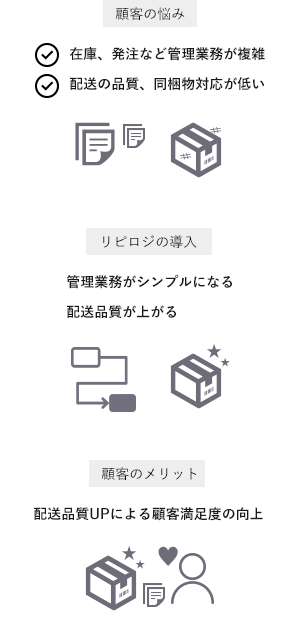 顧客の悩み
在庫、発注など管理業務が複雑
配送の品質、同梱物対応が低い
リピロジの導入
管理業務がシンプルになる
配送品質が上がる
顧客のメリット
配送品質UPによる顧客満足度の向上